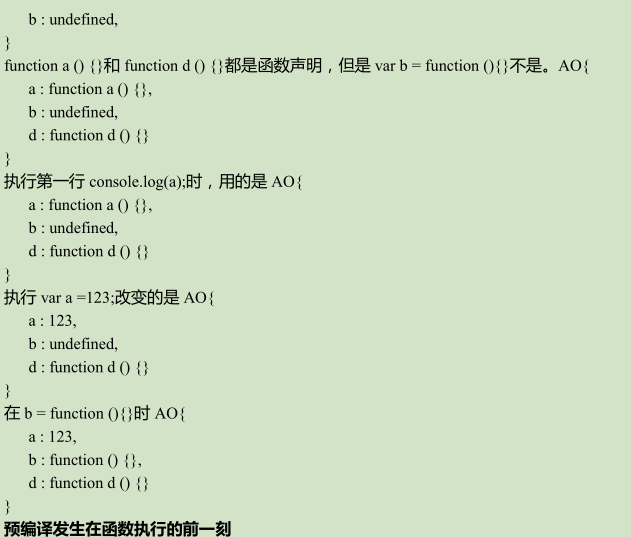 b : undefined,
}
function a () {}和 function d () {}都是函数声明，但是 var b = function (){}不是。AO{
a : function a () {},
b : undefined,
d : function d () {}
}
执行第一行 console.log(a);时，用的是 AO{
a : function a () {},
b : undefined,
d : function d () {}
}
执行 var a =123;改变的是 AO{
a : 123,
b : undefined,
d : function d () {}
}
在 b = function (){}时 AO{
a : 123,
b : function () {},
d : function d () {}
}
预编译发生在函数执行的前一刻